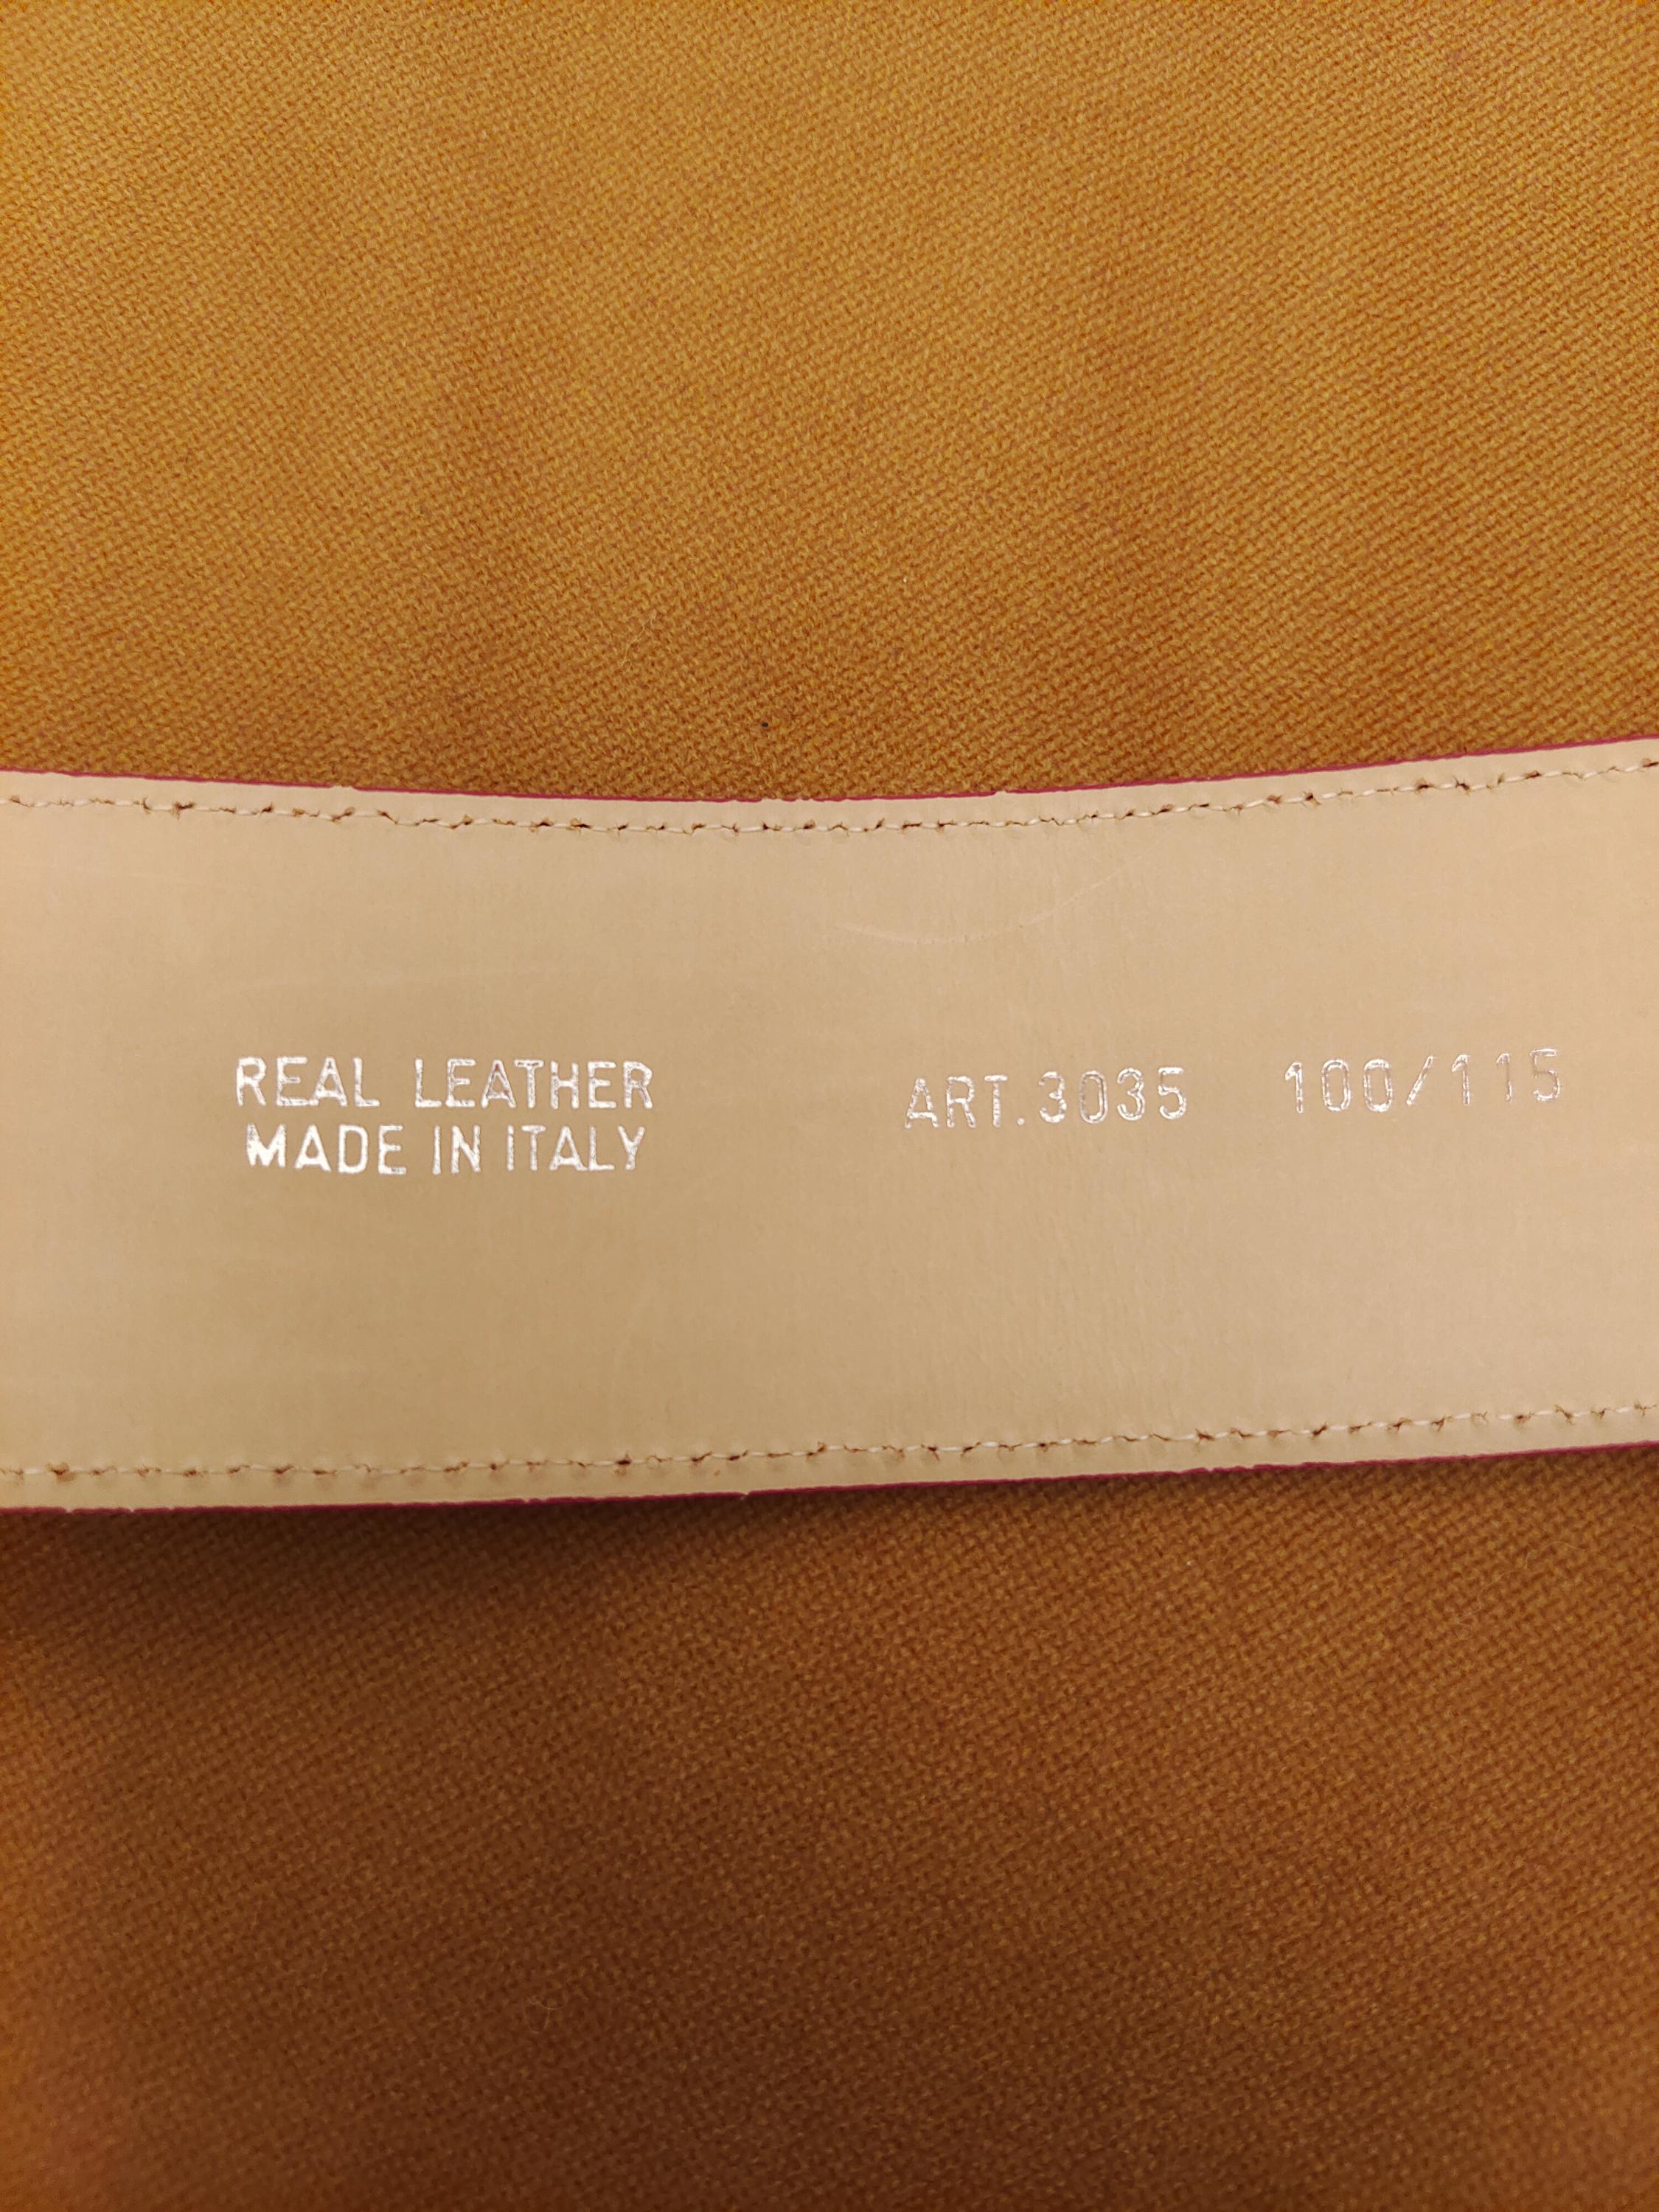 REAL LEATHER
MADE IN ITALY
ART.3035 100/115